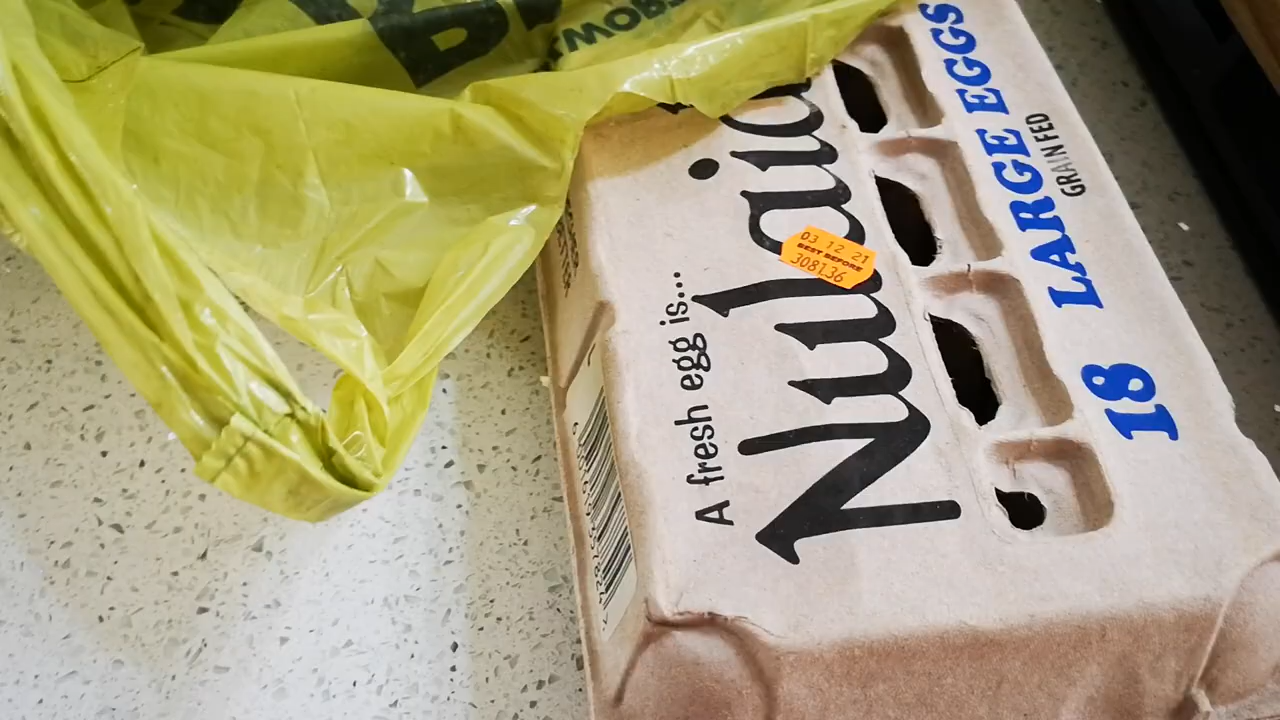 A fresh egg is...
Nulaid
03 12 21
BEST BEFORE
308136
18 LARGE EGGS
GRAIN FED